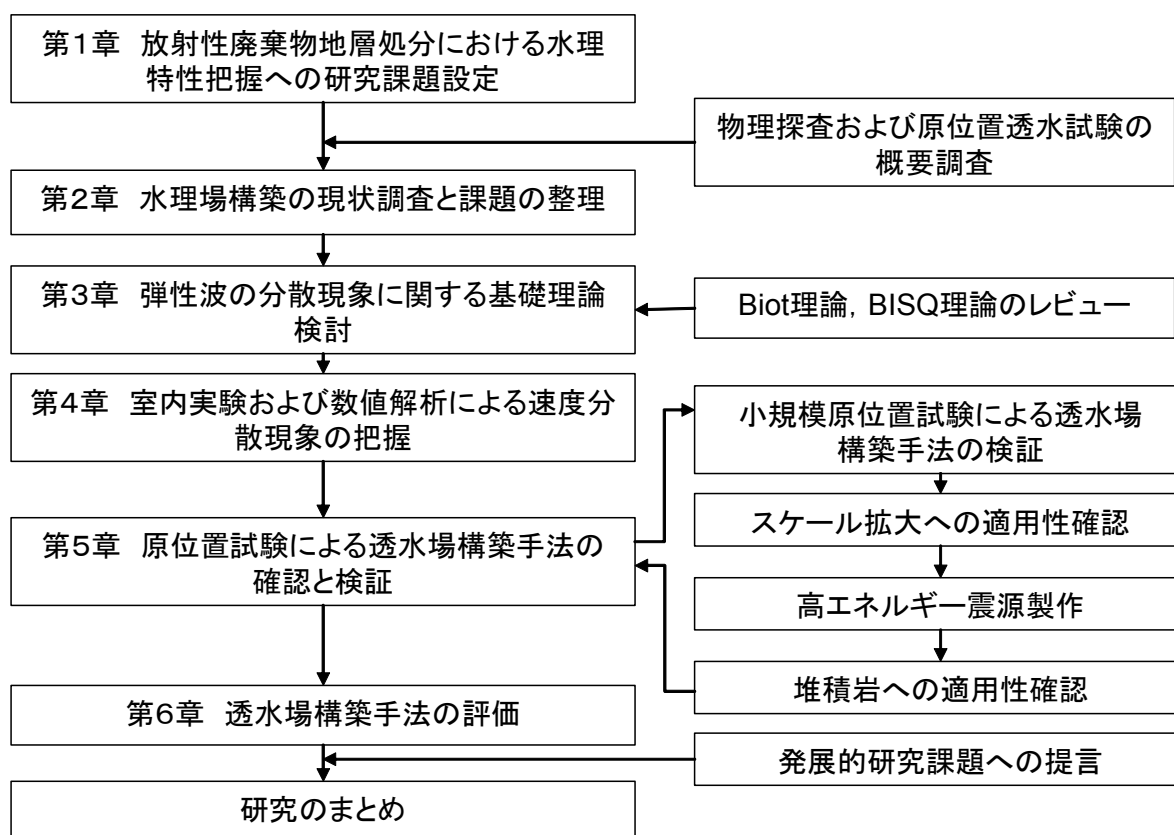 第１章 放射性廃棄物地層処分における水理
特性把握への研究課題設定
物理探査および原位置透水試験の
概要調査
第２章 水理場構築の現状調査と課題の整理
第３章 弾性波の分散現象に関する基礎理論
検討
Biot理論，BISQ理論のレビュー
第４章 室内実験および数値解析による速度分
散現象の把握
小規模原位置試験による透水場
構築手法の検証
スケール拡大への適用性確認
第５章 原位置試験による透水場構築手法の
確認と検証
高エネルギー震源製作
堆積岩への適用性確認
第６章 透水場構築手法の評価
発展的研究課題への提言
研究のまとめ